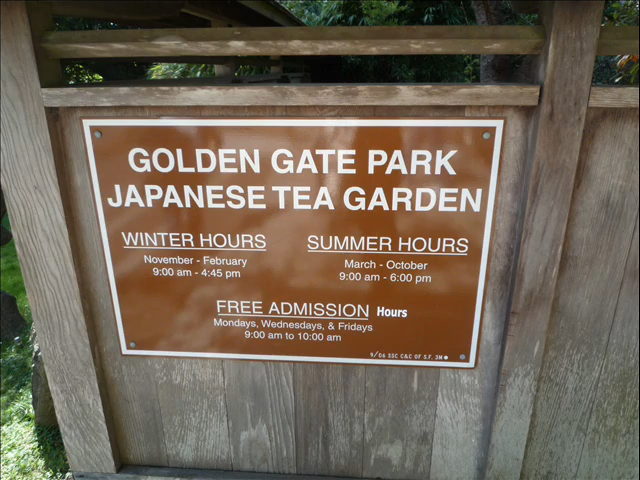 GOLDEN GATE PARK
JAPANESE TEA GARDEN
WINTER HOURS
November - February
9:00 am - 4:45 pm
SUMMER HOURS
March - October
9:00 am - 6:00 pm
FREE ADMISSION Hours
Mondays, Wednesdays, & Fridays
9:00 am to 10:00 am
9/06 SSC C&C OF S.F. 3M